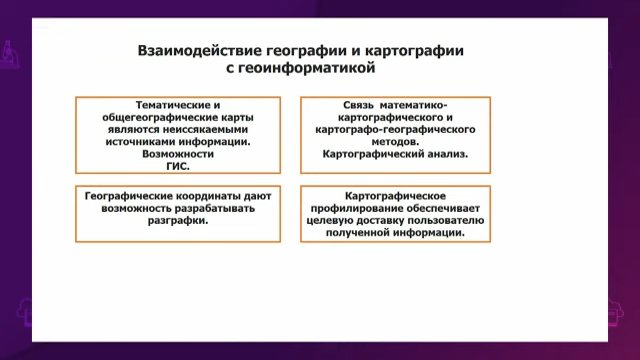 Взаимодействие географии и картографии
с геоинформатикой
Тематические и
общегеографические карты
являются неиссякаемыми
источниками информации.
Возможности
ГИС.
Связь математико-
картографического и
картографо-географического
методов.
Картографический анализ.
Географические координаты дают
возможность разрабатывать
разграфки.
Картографическое
профилирование обеспечивает
целевую доставку пользователю
полученной информации.